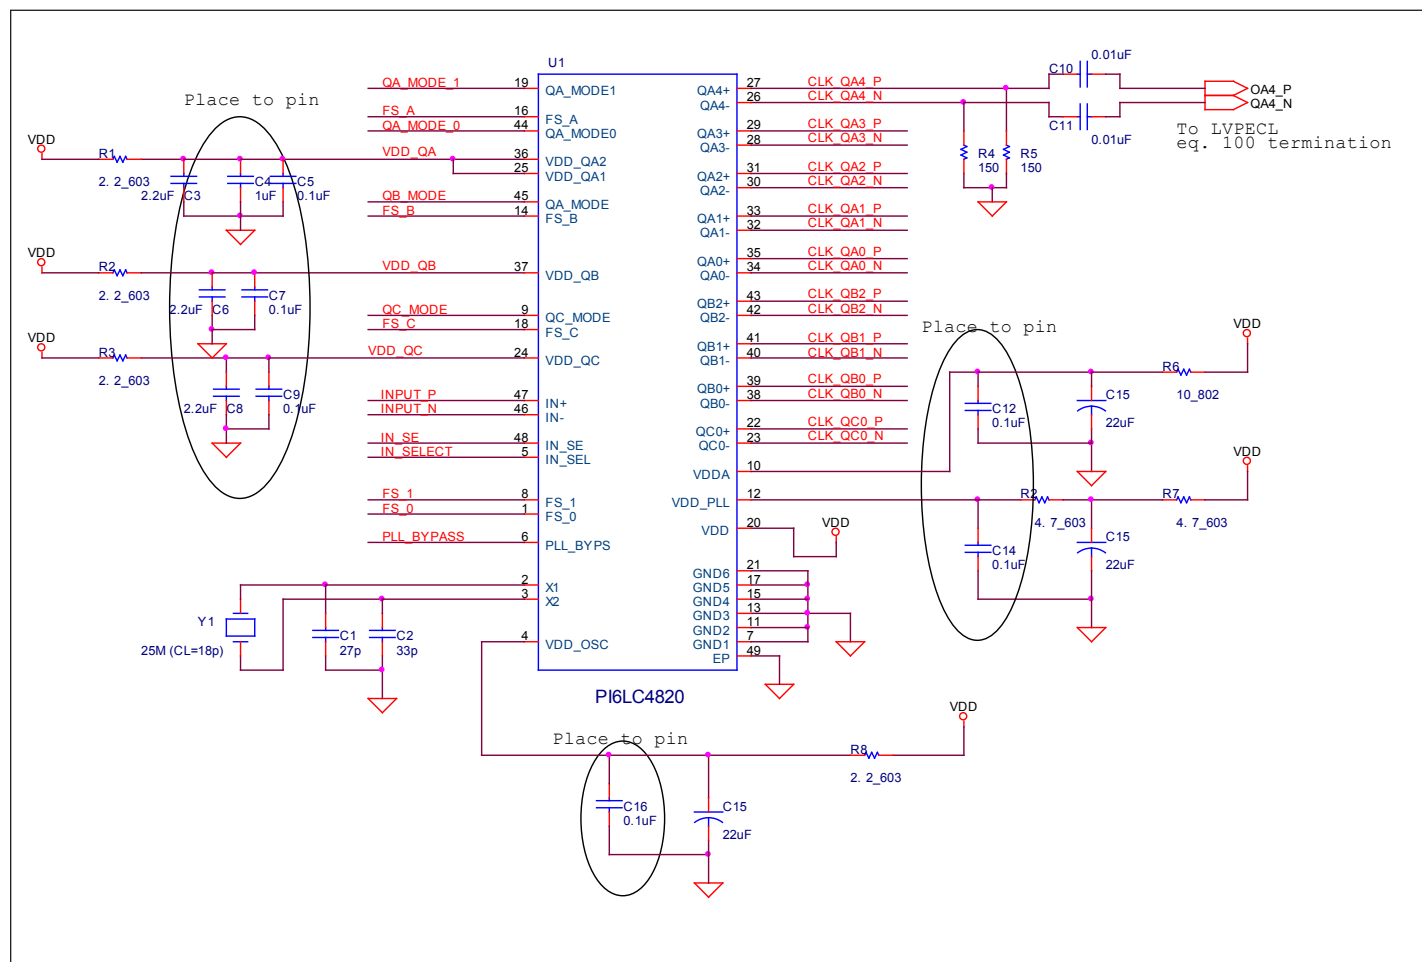 U1
QA_MODE_1 19 QA_MODE1
FS_A 16 FS_A
QA_MODE_0 44 QA_MODE0
Place to pin
VDD
R1
2. 2_603
VDD_QA 36 VDD_QA2
25 VDD_QA1
2.2uF C3
C4
1uF
C5
0.1uF
QB_MODE 45 QA_MODE
FS_B 14 FS_B
VDD
R2
2. 2_603
VDD_QB 37 VDD_QB
2.2uF C6
C7
0.1uF
QC_MODE 9 QC_MODE
FS_C 18 FS_C
VDD
R3
2. 2_603
VDD_QC 24 VDD_QC
2.2uF C8
C9
0.1uF
INPUT_P 47 IN+
INPUT_N 46 IN-
IN_SE 48 IN_SE
IN_SELECT 5 IN_SEL
FS_1 8 FS_1
FS_0 1 FS_0
PLL_BYPASS 6 PLL_BYPS
2 X1
3 X2
Y1
25M (CL=18p)
C1
27p
C2
33p
4 VDD_OSC
QA4+ 27 CLK_QA4_P
QA4- 26 CLK_QA4_N
QA3+ 29 CLK_QA3_P
QA3- 28 CLK_QA3_N
QA2+ 31 CLK_QA2_P
QA2- 30 CLK_QA2_N
QA1+ 33 CLK_QA1_P
QA1- 32 CLK_QA1_N
QA0+ 35 CLK_QA0_P
QA0- 34 CLK_QA0_N
QB2+ 43 CLK_QB2_P
QB2- 42 CLK_QB2_N
QB1+ 41 CLK_QB1_P
QB1- 40 CLK_QB1_N
QB0+ 39 CLK_QB0_P
QB0- 38 CLK_QB0_N
QC0+ 22 CLK_QC0_P
QC0- 23 CLK_QC0_N
VDDA 10
VDD_PLL 12
VDD 20
VDD
GND6 21
GND5 17
GND4 15
GND3 13
GND2 11
GND1 7
EP 49
PI6LC4820
0.01uF
C10
C11
0.01uF
OA4_P
QA4_N
To LVPECL
eq. 100 termination
R4
150
R5
150
Place to pin
VDD
R6
10_802
C12
0.1uF
C15
22uF
VDD
R2
4. 7_603
R7
4. 7_603
C14
0.1uF
C15
22uF
Place to pin
VDD
R8
2. 2_603
C16
0.1uF
C15
22uF